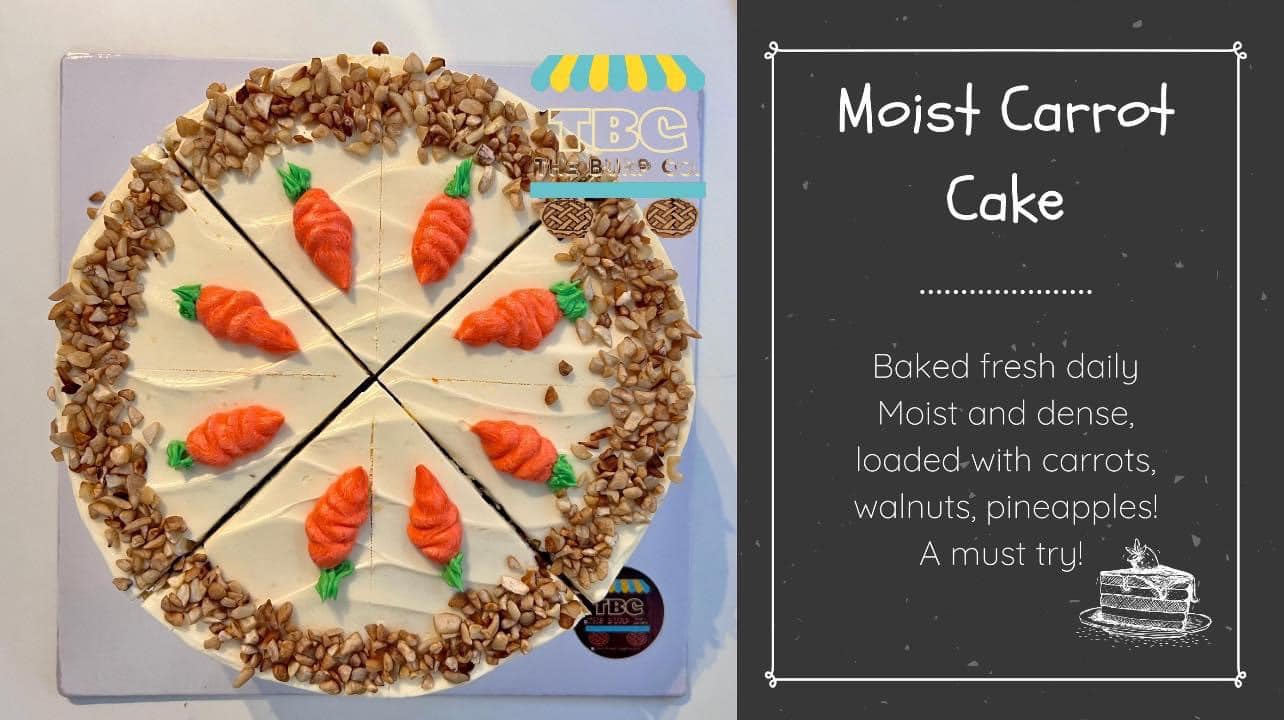 TBC
THE BURP CO.
TBC
THE BURP CO.
Moist Carrot
Cake
Baked fresh daily
Moist and dense,
loaded with carrots,
walnuts, pineapples!
A must try!